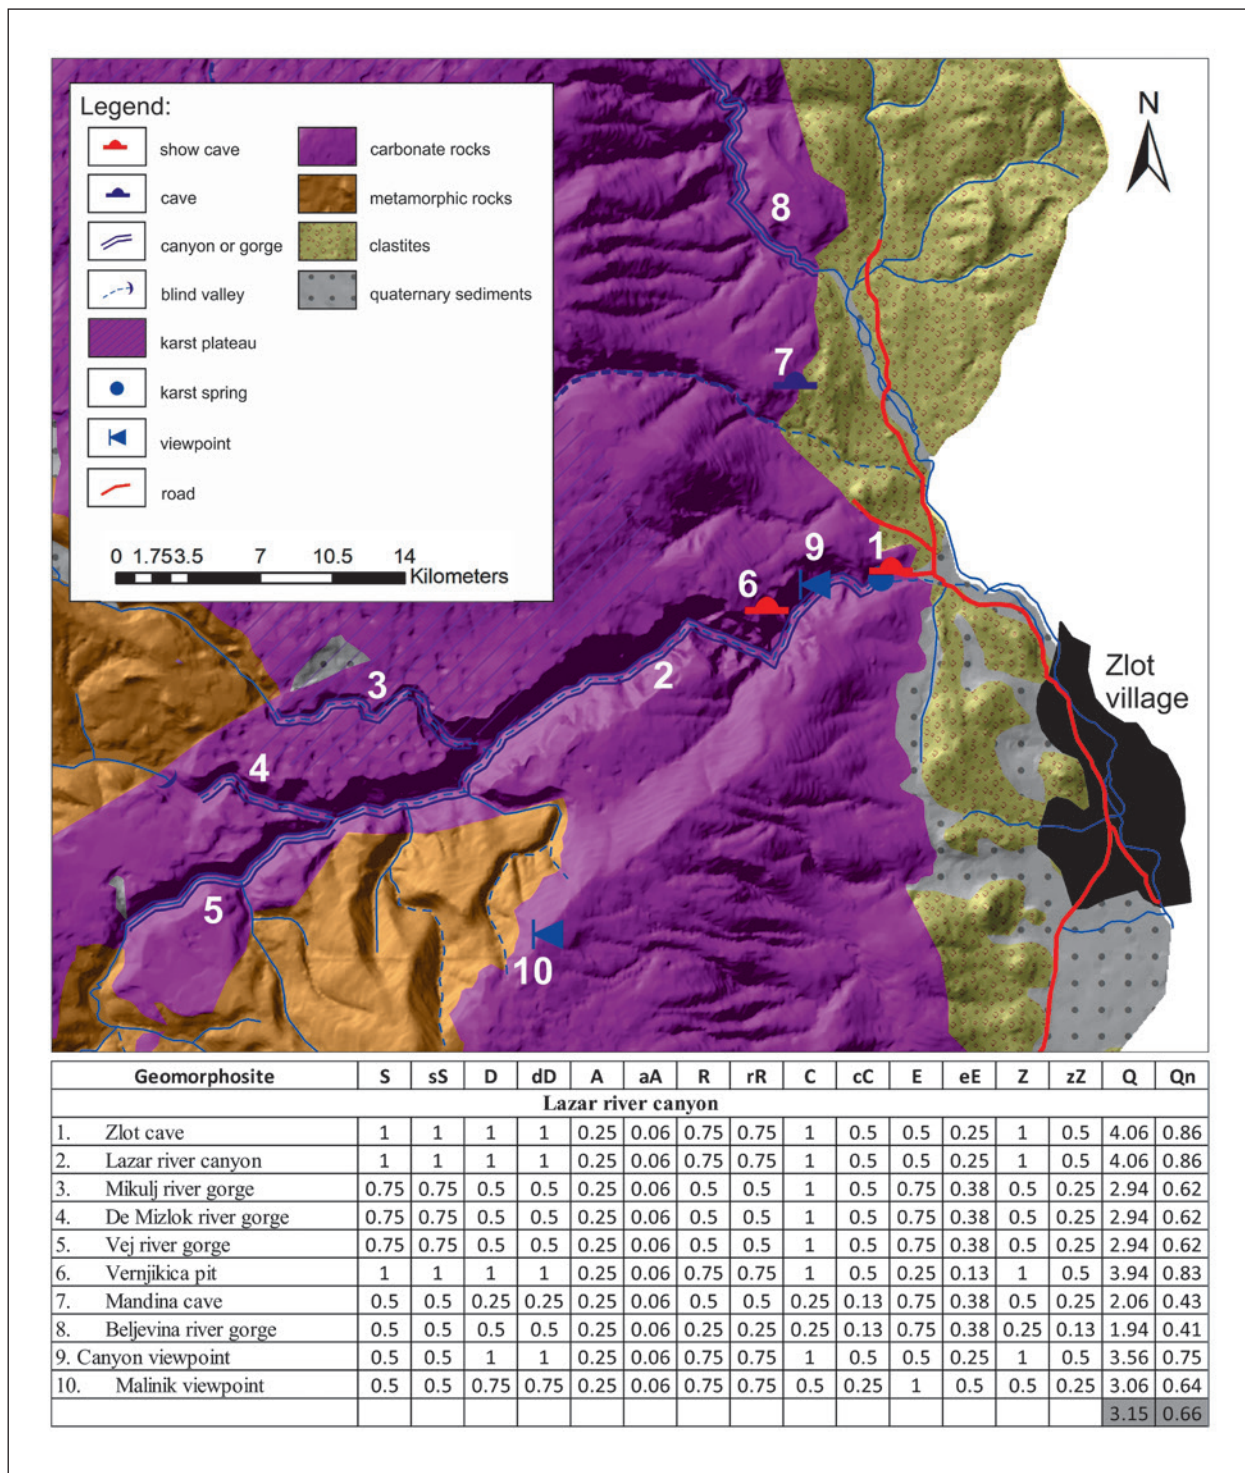 Legend:
show cave
cave
canyon or gorge
blind valley
karst plateau
karst spring
viewpoint
road
carbonate rocks
metamorphic rocks
clastites
quaternary sediments
0 1.75 3.5 7 10.5 14
Kilometers
N
8
7
9
1
6
2
3
4
5
10
Zlot
village
Geomorphosite S sS D dD A aA R rR C cC E eE Z zZ Q Qn
Lazar river canyon
1. Zlot cave 1 1 1 1 0.25 0.06 0.75 0.75 1 0.5 0.5 0.25 1 0.5 4.06 0.86
2. Lazar river canyon 1 1 1 1 0.25 0.06 0.75 0.75 1 0.5 0.5 0.25 1 0.5 4.06 0.86
3. Mikulj river gorge 0.75 0.75 0.5 0.5 0.25 0.06 0.5 0.5 1 0.5 0.75 0.38 0.5 0.25 2.94 0.62
4. De Mizlok river gorge 0.75 0.75 0.5 0.5 0.25 0.06 0.5 0.5 1 0.5 0.75 0.38 0.5 0.25 2.94 0.62
5. Vej river gorge 0.75 0.75 0.5 0.5 0.25 0.06 0.5 0.5 1 0.5 0.75 0.38 0.5 0.25 2.94 0.62
6. Vernjikica pit 1 1 1 1 0.25 0.06 0.75 0.75 1 0.5 0.25 0.13 1 0.5 3.94 0.83
7. Mandina cave 0.5 0.5 0.25 0.25 0.25 0.06 0.5 0.5 0.25 0.13 0.75 0.38 0.5 0.25 2.06 0.43
8. Beljevina river gorge 0.5 0.5 0.5 0.5 0.25 0.06 0.25 0.25 0.25 0.13 0.75 0.38 0.25 0.13 1.94 0.41
9. Canyon viewpoint 0.5 0.5 1 1 0.25 0.06 0.75 0.75 1 0.5 0.5 0.25 1 0.5 3.56 0.75
10. Malinik viewpoint 0.5 0.5 0.75 0.75 0.25 0.06 0.75 0.75 0.5 0.25 1 0.5 0.5 0.25 3.06 0.64
3.15 0.66